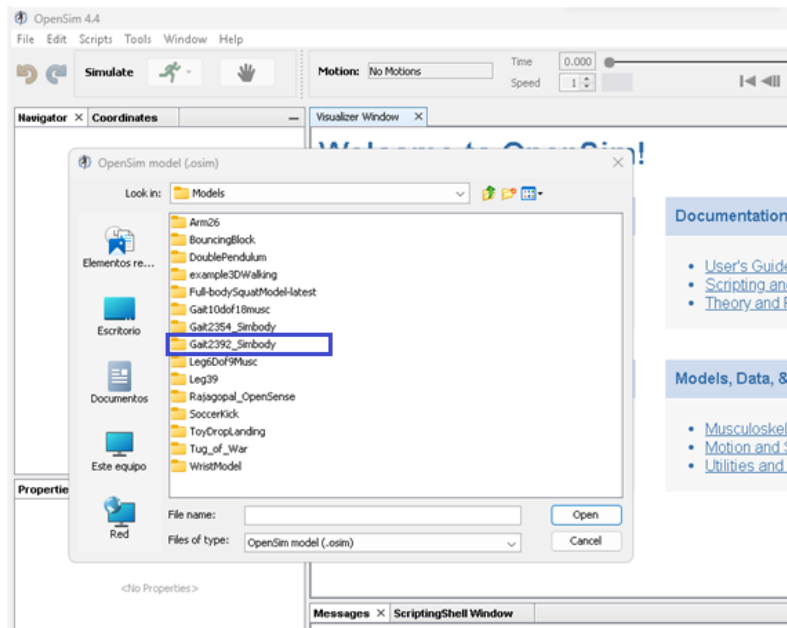 OpenSim 4.4
File Edit Scripts Tools Window Help
Simulate
Motion: No Motions
Time 0.000
Speed 1
Navigator × Coordinates
Visualizer Window ×
Welcome to OpenSim!
OpenSim model (.osim)
Look in: Models
Elementos re...
Escritorio
Documentos
Este equipo
Red
Arm26
BouncingBlock
DoublePendulum
example3DWalking
Full-bodySquatModel-latest
Gait10dof18musc
Gait2354_Simbody
Gait2392_Simbody
Leg6Dof9Musc
Leg39
Rajagopal_OpenSense
SoccerKick
ToyDropLanding
Tug_of_War
WristModel
File name:
Open
Files of type: OpenSim model (.osim)
Cancel
Documentation
User's Guide
Scripting an
Theory and
Models, Data, &
Musculoskel
Motion and
Utilities and
Propertie
<No Properties>
Messages × ScriptingShell Window